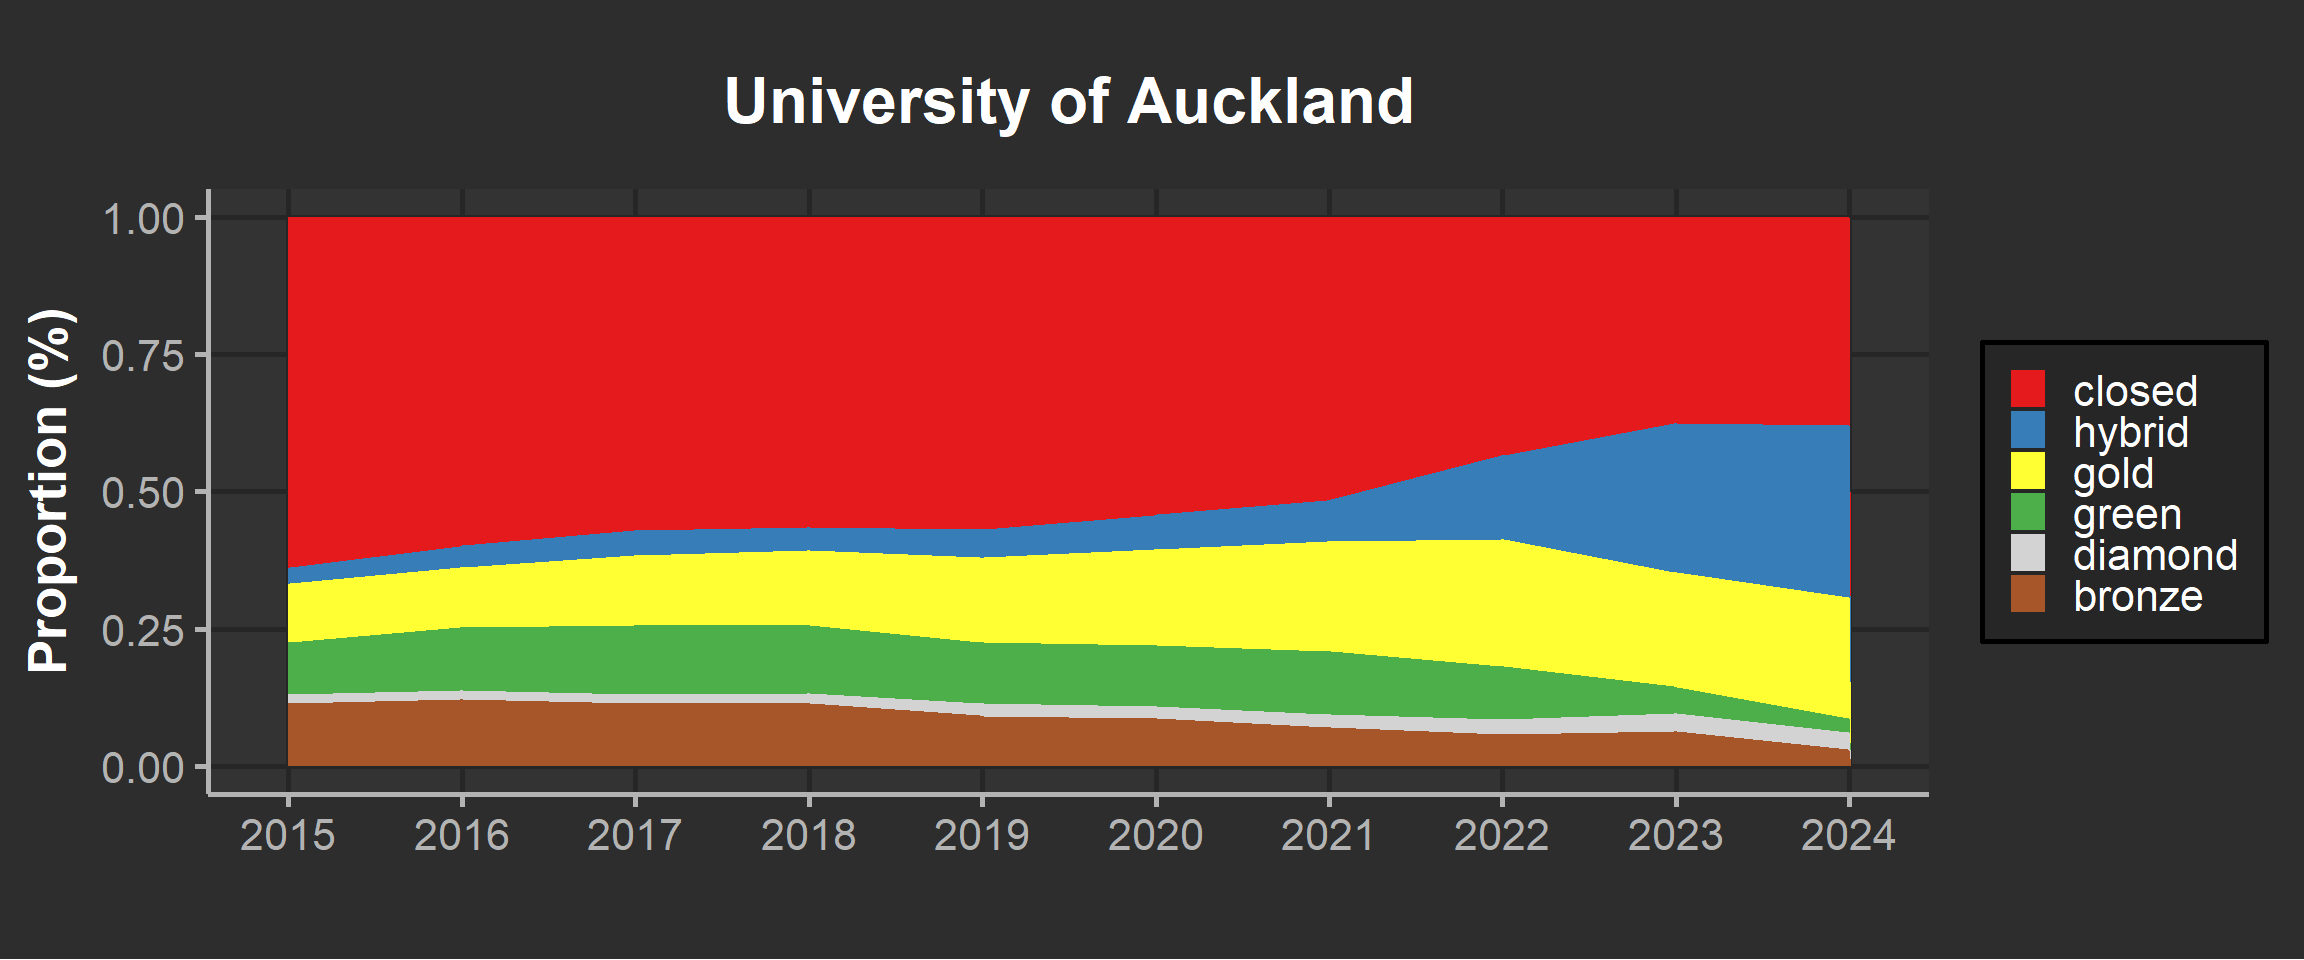 University of Auckland
Proportion (%)
1.00
0.75
0.50
0.25
0.00
2015 2016 2017 2018 2019 2020 2021 2022 2023 2024
closed
hybrid
gold
green
diamond
bronze